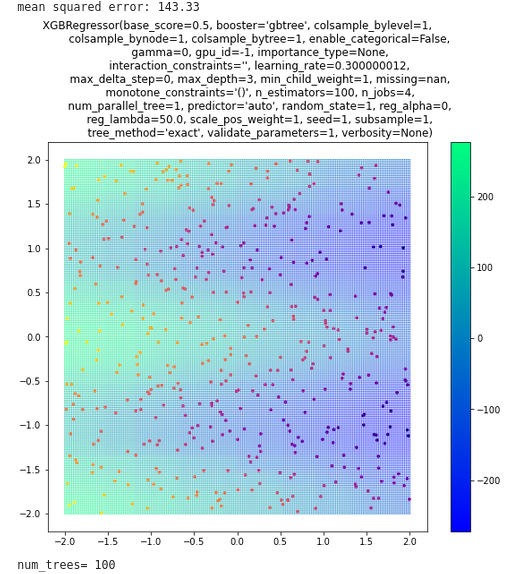 mean squared error: 143.33
XGBRegressor(base_score=0.5, booster='gbtree', colsample_bylevel=1,
colsample_bynode=1, colsample_bytree=1, enable_categorical=False,
gamma=0, gpu_id=-1, importance_type=None,
interaction_constraints='', learning_rate=0.300000012,
max_delta_step=0, max_depth=3, min_child_weight=1, missing=nan,
monotone_constraints='()', n_estimators=100, n_jobs=4,
num_parallel_tree=1, predictor='auto', random_state=1, reg_alpha=0,
reg_lambda=50.0, scale_pos_weight=1, seed=1, subsample=1,
tree_method='exact', validate_parameters=1, verbosity=None)
2.0
1.5
1.0
0.5
0.0
−0.5
−1.0
−1.5
−2.0
−2.0 −1.5 −1.0 −0.5 0.0 0.5 1.0 1.5 2.0
200
100
0
−100
−200
num_trees= 100